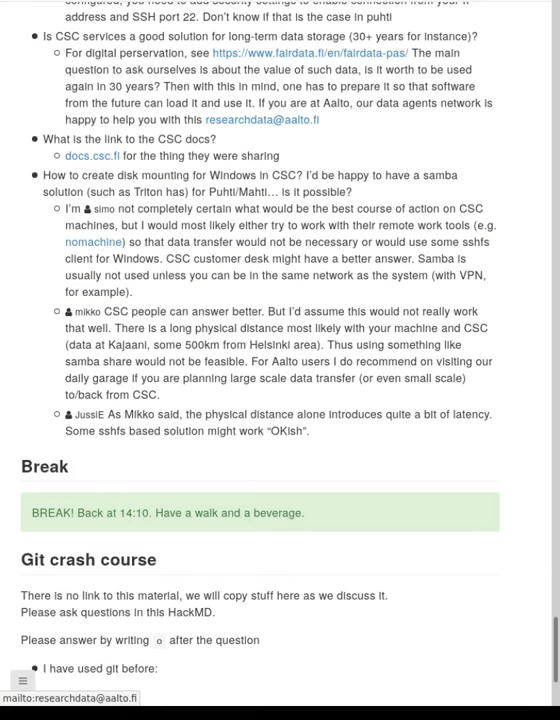 address and SSH port 22. Don't know if that is the case in puhti
Is CSC services a good solution for long-term data storage (30+ years for instance)?
For digital perservation, see https://www.fairdata.fi/en/fairdata-pas/ The main
question to ask ourselves is about the value of such data, is it worth to be used
again in 30 years? Then with this in mind, one has to prepare it so that software
from the future can load it and use it. If you are at Aalto, our data agents network is
happy to help you with this researchdata@aalto.fi
What is the link to the CSC docs?
docs.csc.fi for the thing they were sharing
How to create disk mounting for Windows in CSC? I'd be happy to have a samba
solution (such as Triton has) for Puhti/Mahti… is it possible?
I'm simo not completely certain what would be the best course of action on CSC
machines, but I would most likely either try to work with their remote work tools (e.g.
nomachine) so that data transfer would not be necessary or would use some sshfs
client for Windows. CSC customer desk might have a better answer. Samba is
usually not used unless you can be in the same network as the system (with VPN,
for example).
mikko CSC people can answer better. But I'd assume this would not really work
that well. There is a long physical distance most likely with your machine and CSC
(data at Kajaani, some 500km from Helsinki area). Thus using something like
samba share would not be feasible. For Aalto users I do recommend on visiting our
daily garage if you are planning large scale data transfer (or even small scale)
to/back from CSC.
JussiE As Mikko said, the physical distance alone introduces quite a bit of latency.
Some sshfs based solution might work “OKish”.
Break
BREAK! Back at 14:10. Have a walk and a beverage.
Git crash course
There is no link to this material, we will copy stuff here as we discuss it.
Please ask questions in this HackMD.
Please answer by writing o after the question
I have used git before:
mailto:researchdata@aalto.fi